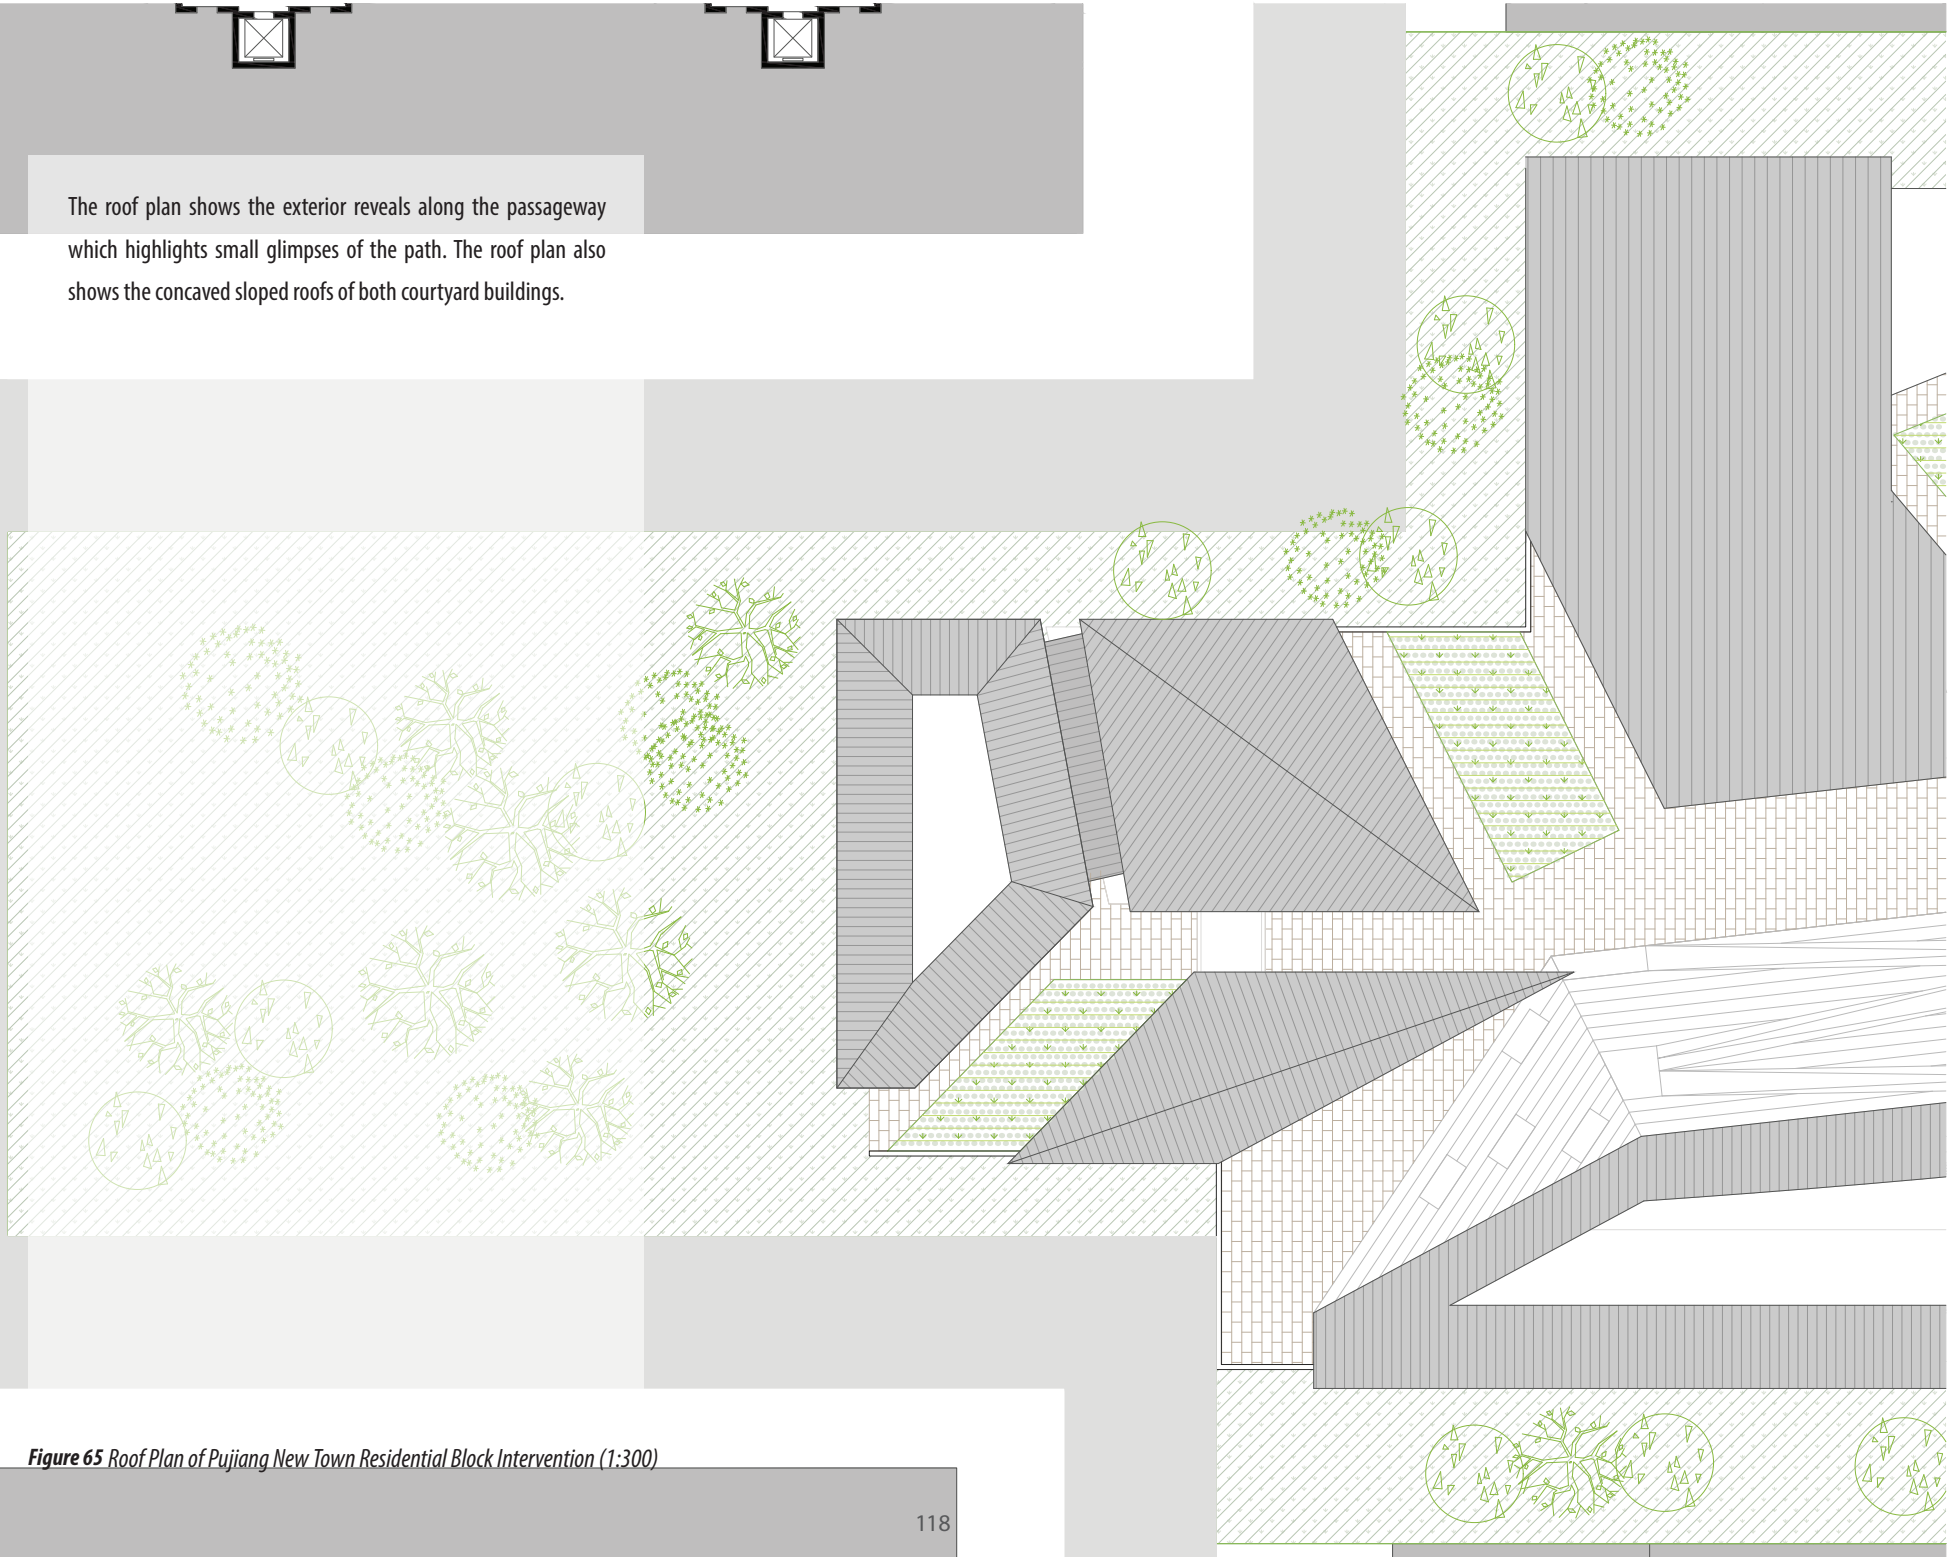 The roof plan shows the exterior reveals along the passageway
which highlights small glimpses of the path. The roof plan also
shows the concaved sloped roofs of both courtyard buildings.
Figure 65 Roof Plan of Pujiang New Town Residential Block Intervention (1:300)
118